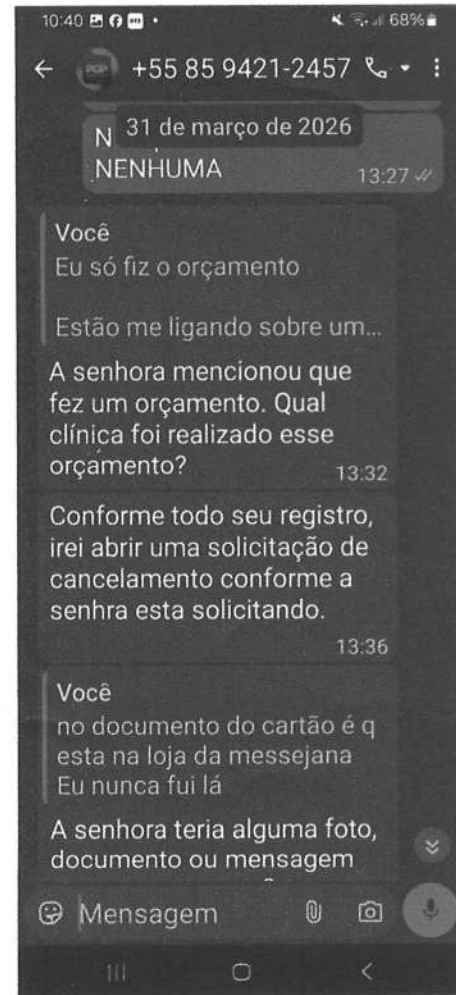 10:40
68%
POP
+55 85 9421-2457
31 de março de 2026
N
NENHUMA
13:27
Você
Eu só fiz o orçamento
Estão me ligando sobre um...
A senhora mencionou que
fez um orçamento. Qual
clínica foi realizado esse
orçamento?
13:32
Conforme todo seu registro,
irei abrir uma solicitação de
cancelamento conforme a
senhra esta solicitando.
13:36
Você
no documento do cartão é q
esta na loja da messejana
Eu nunca fui lá
A senhora teria alguma foto,
documento ou mensagem
Mensagem